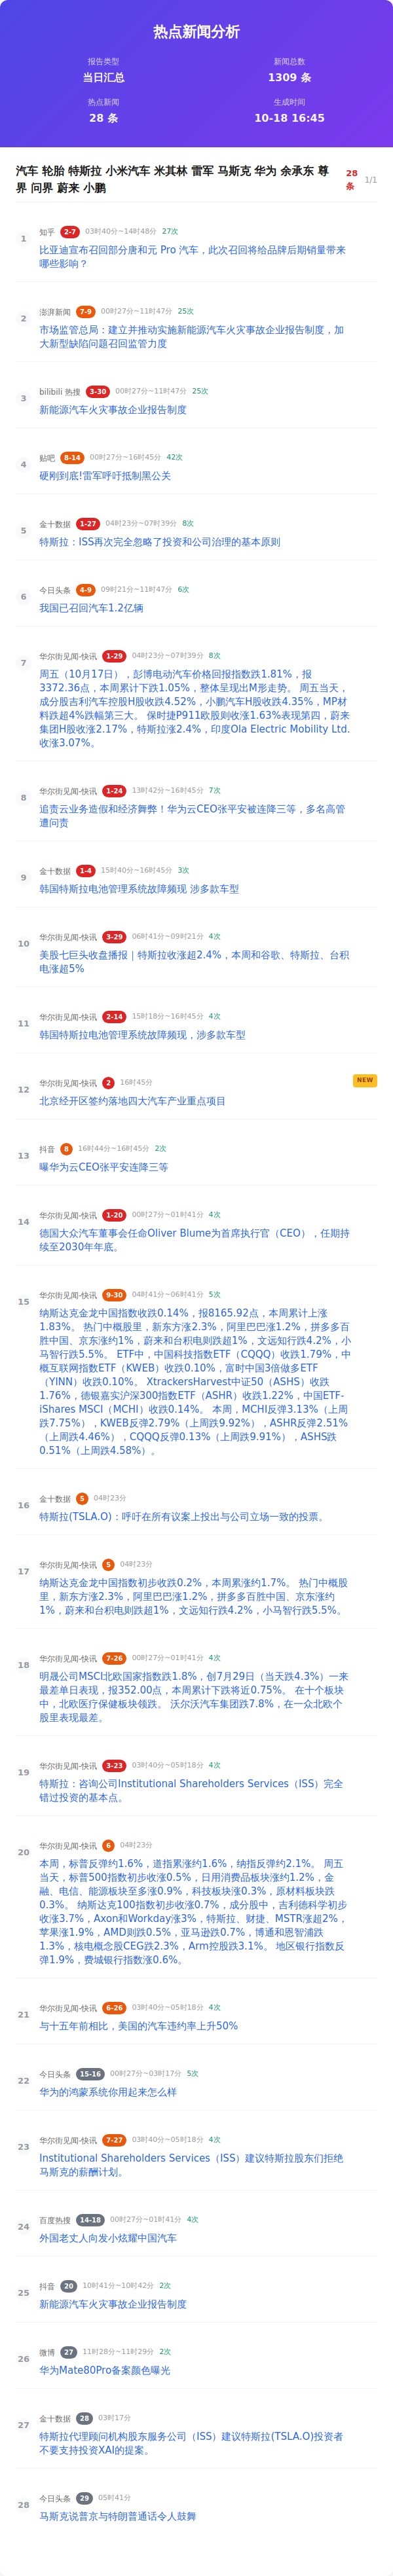 热点新闻分析
报告类型
当日汇总
新闻总数
1309 条
热点新闻
28 条
生成时间
10-18 16:45
汽车 轮胎 特斯拉 小米汽车 米其林 雷军 马斯克 华为 余承东 尊
界 问界 蔚来 小鹏
28
条
1/1
1
知乎 2-7 03时40分~14时48分 27次
比亚迪宣布召回部分唐和元 Pro 汽车，此次召回将给品牌后期销量带来
哪些影响？
2
澎湃新闻 7-9 00时27分~11时47分 25次
市场监管总局：建立并推动实施新能源汽车火灾事故企业报告制度，加
大新型缺陷问题召回监管力度
3
bilibili 热搜 3-30 00时27分~11时47分 25次
新能源汽车火灾事故企业报告制度
4
贴吧 8-14 00时27分~16时45分 42次
硬刚到底!雷军呼吁抵制黑公关
5
金十数据 1-27 04时23分~07时39分 8次
特斯拉：ISS再次完全忽略了投资和公司治理的基本原则
6
今日头条 4-9 09时21分~11时47分 6次
我国已召回汽车1.2亿辆
7
华尔街见闻-快讯 1-29 04时23分~07时39分 8次
周五（10月17日），彭博电动汽车价格回报指数跌1.81%，报
3372.36点，本周累计下跌1.05%，整体呈现出M形走势。 周五当天，
成分股吉利汽车控股H股收跌4.52%，小鹏汽车H股收跌4.35%，MP材
料跌超4%跌幅第三大。 保时捷P911欧股则收涨1.63%表现第四，蔚来
集团H股收涨2.17%，特斯拉涨2.4%，印度Ola Electric Mobility Ltd.
收涨3.07%。
8
华尔街见闻-快讯 1-24 13时42分~16时45分 7次
追责云业务造假和经济舞弊！华为云CEO张平安被连降三等，多名高管
遭问责
9
金十数据 1-4 15时40分~16时45分 3次
韩国特斯拉电池管理系统故障频现 涉多款车型
10
华尔街见闻-快讯 3-29 06时41分~09时21分 4次
美股七巨头收盘播报｜特斯拉收涨超2.4%，本周和谷歌、特斯拉、台积
电涨超5%
11
华尔街见闻-快讯 2-14 15时18分~16时45分 4次
韩国特斯拉电池管理系统故障频现，涉多款车型
12
华尔街见闻-快讯 2 16时45分
NEW
北京经开区签约落地四大汽车产业重点项目
13
抖音 8 16时44分~16时45分 2次
曝华为云CEO张平安连降三等
14
华尔街见闻-快讯 1-20 00时27分~01时41分 4次
德国大众汽车董事会任命Oliver Blume为首席执行官（CEO），任期持
续至2030年年底。
15
华尔街见闻-快讯 9-30 04时41分~06时41分 5次
纳斯达克金龙中国指数收跌0.14%，报8165.92点，本周累计上涨
1.83%。 热门中概股里，新东方涨2.3%，阿里巴巴涨1.2%，拼多多百
胜中国、京东涨约1%，蔚来和台积电则跌超1%，文远知行跌4.2%，小
马智行跌5.5%。 ETF中，中国科技指数ETF（CQQQ）收跌1.79%，中
概互联网指数ETF（KWEB）收跌0.10%，富时中国3倍做多ETF
（YINN）收跌0.10%。 XtrackersHarvest中证50（ASHS）收跌
1.76%，德银嘉实沪深300指数ETF（ASHR）收跌1.22%，中国ETF-
iShares MSCI（MCHI）收跌0.14%。 本周，MCHI反弹3.13%（上周
跌7.75%），KWEB反弹2.79%（上周跌9.92%），ASHR反弹2.51%
（上周跌4.46%），CQQQ反弹0.13%（上周跌9.91%），ASHS跌
0.51%（上周跌4.58%）。
16
金十数据 5 04时23分
特斯拉(TSLA.O)：呼吁在所有议案上投出与公司立场一致的投票。
17
华尔街见闻-快讯 5 04时23分
纳斯达克金龙中国指数初步收跌0.2%，本周累涨约1.7%。 热门中概股
里，新东方涨2.3%，阿里巴巴涨1.2%，拼多多百胜中国、京东涨约
1%，蔚来和台积电则跌超1%，文远知行跌4.2%，小马智行跌5.5%。
18
华尔街见闻-快讯 7-26 00时27分~01时41分 4次
明晟公司MSCI北欧国家指数跌1.8%，创7月29日（当天跌4.3%）一来
最差单日表现，报352.00点，本周累计下跌将近0.75%。 在十个板块
中，北欧医疗保健板块领跌。 沃尔沃汽车集团跌7.8%，在一众北欧个
股里表现最差。
19
华尔街见闻-快讯 3-23 03时40分~05时18分 4次
特斯拉：咨询公司Institutional Shareholders Services（ISS）完全
错过投资的基本点。
20
华尔街见闻-快讯 6 04时23分
本周，标普反弹约1.6%，道指累涨约1.6%，纳指反弹约2.1%。 周五
当天，标普500指数初步收涨0.5%，日用消费品板块涨约1.2%，金
融、电信、能源板块至多涨0.9%，科技板块涨0.3%，原材料板块跌
0.3%。 纳斯达克100指数初步收涨0.7%，成分股中，吉利德科学初步
收涨3.7%，Axon和Workday涨3%，特斯拉、财捷、MSTR涨超2%，
苹果涨1.9%，AMD则跌0.5%，亚马逊跌0.7%，博通和恩智浦跌
1.3%，核电概念股CEG跌2.3%，Arm控股跌3.1%。 地区银行指数反
弹1.9%，费城银行指数涨0.6%。
21
华尔街见闻-快讯 6-26 03时40分~05时18分 4次
与十五年前相比，美国的汽车违约率上升50%
22
今日头条 15-16 00时27分~03时17分 5次
华为的鸿蒙系统你用起来怎么样
23
华尔街见闻-快讯 7-27 03时40分~05时18分 4次
Institutional Shareholders Services（ISS）建议特斯拉股东们拒绝
马斯克的薪酬计划。
24
百度热搜 14-18 00时27分~01时41分 4次
外国老丈人向发小炫耀中国汽车
25
抖音 20 10时41分~10时42分 2次
新能源汽车火灾事故企业报告制度
26
微博 27 11时28分~11时29分 2次
华为Mate80Pro备案颜色曝光
27
金十数据 28 03时17分
特斯拉代理顾问机构股东服务公司（ISS）建议特斯拉(TSLA.O)投资者
不要支持投资XAI的提案。
28
今日头条 29 05时41分
马斯克说普京与特朗普通话令人鼓舞